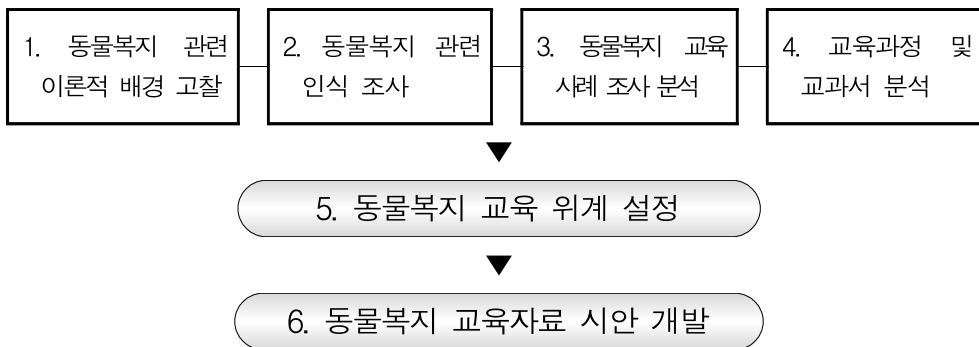 1. 동물복지 관련
이론적 배경 고찰
2. 동물복지 관련
인식 조사
3. 동물복지 교육
사례 조사 분석
4. 교육과정 및
교과서 분석
▼
5. 동물복지 교육 위계 설정
▼
6. 동물복지 교육자료 시안 개발